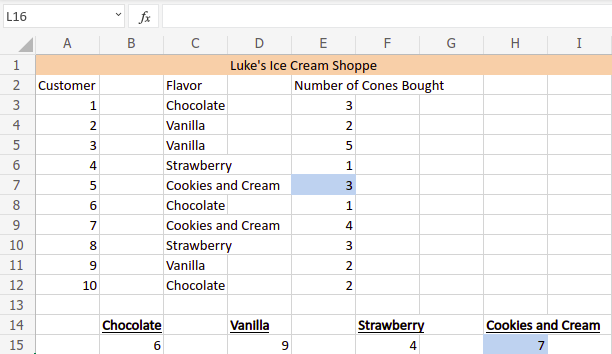 L16 fx
A B C D E F G H I
1 Luke's Ice Cream Shoppe
2 Customer Flavor Number of Cones Bought
3 1 Chocolate 3
4 2 Vanilla 2
5 3 Vanilla 5
6 4 Strawberry 1
7 5 Cookies and Cream 3
8 6 Chocolate 1
9 7 Cookies and Cream 4
10 8 Strawberry 3
11 9 Vanilla 2
12 10 Chocolate 2
13
14 Chocolate Vanilla Strawberry Cookies and Cream
15 6 9 4 7